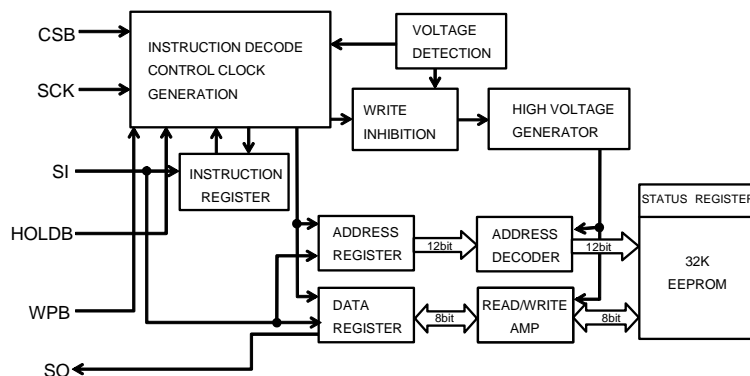 CSB
SCK
SI
HOLDB
WPB
SO
INSTRUCTION DECODE
CONTROL CLOCK
GENERATION
VOLTAGE
DETECTION
WRITE
INHIBITION
HIGH VOLTAGE
GENERATOR
INSTRUCTION
REGISTER
ADDRESS
REGISTER
12bit
ADDRESS
DECODER
12bit
STATUS REGISTER
32K
EEPROM
DATA
REGISTER
8bit
READ/WRITE
AMP
8bit